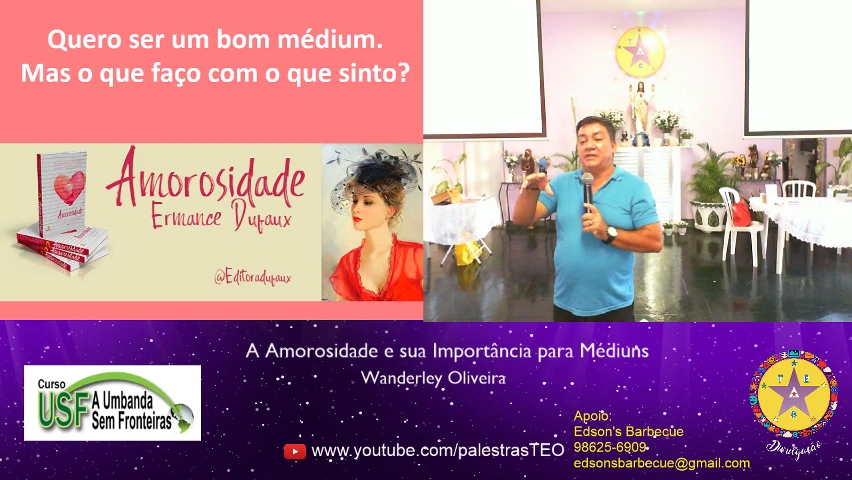 Quero ser um bom médium.
Mas o que faço com o que sinto?
Amorosidade
Ermance Dufaux
@Editoradufaux
Amorosidade
A Amorosidade e sua Importância para Médiuns
Wanderley Oliveira
Curso
USF
A Umbanda
Sem Fronteiras
www.youtube.com/palestrasTEO
Apoio:
Edson's Barbecue
98625-6909
edsonsbarbecue@gmail.com
Divulgação